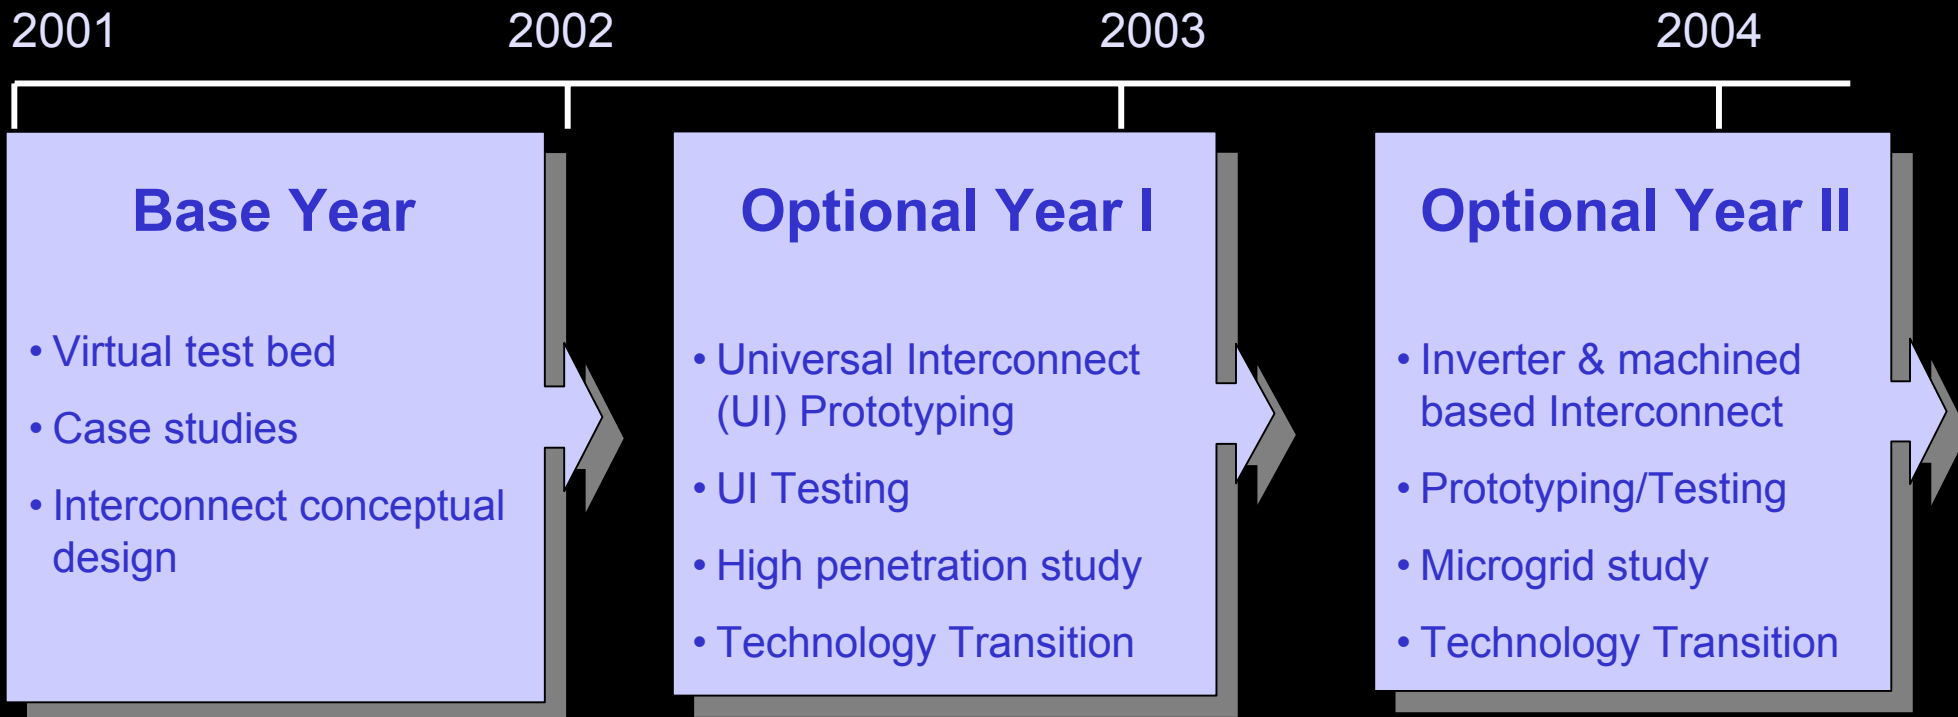 2001 2002 2003 2004
Base Year
• Virtual test bed
• Case studies
• Interconnect conceptual
design
Optional Year I
• Universal Interconnect
(UI) Prototyping
• UI Testing
• High penetration study
• Technology Transition
Optional Year II
• Inverter & machined
based Interconnect
• Prototyping/Testing
• Microgrid study
• Technology Transition